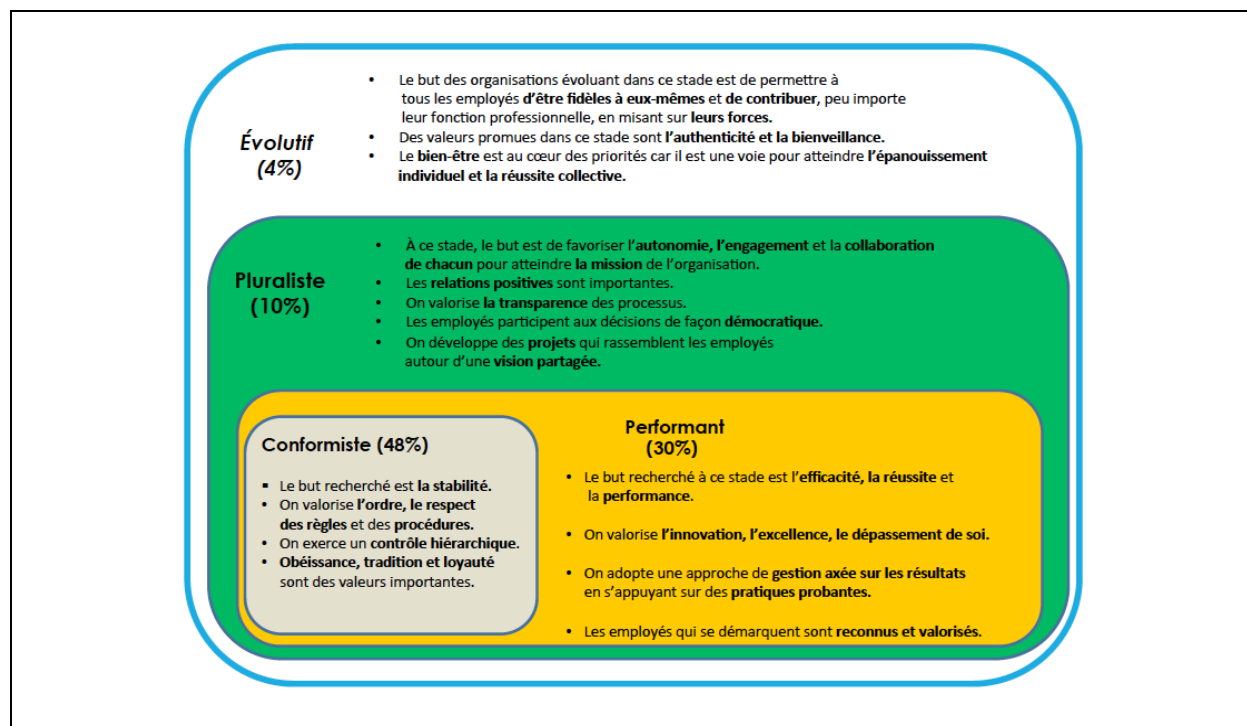 Évolutif
(4%)
• Le but des organisations évoluant dans ce stade est de permettre à
tous les employés d'être fidèles à eux-mêmes et de contribuer, peu importe
leur fonction professionnelle, en misant sur leurs forces.
• Des valeurs promues dans ce stade sont l'authenticité et la bienveillance.
• Le bien-être est au cœur des priorités car il est une voie pour atteindre l'épanouissement
individuel et la réussite collective.
Pluraliste
(10%)
• À ce stade, le but est de favoriser l'autonomie, l'engagement et la collaboration
de chacun pour atteindre la mission de l'organisation.
• Les relations positives sont importantes.
• On valorise la transparence des processus.
• Les employés participent aux décisions de façon démocratique.
• On développe des projets qui rassemblent les employés
autour d'une vision partagée.
Conformiste (48%)
▪ Le but recherché est la stabilité.
• On valorise l'ordre, le respect
des règles et des procédures.
• On exerce un contrôle hiérarchique.
• Obéissance, tradition et loyauté
sont des valeurs importantes.
Performant
(30%)
• Le but recherché à ce stade est l'efficacité, la réussite et
la performance.
• On valorise l'innovation, l'excellence, le dépassement de soi.
• On adopte une approche de gestion axée sur les résultats
en s'appuyant sur des pratiques probantes.
• Les employés qui se démarquent sont reconnus et valorisés.